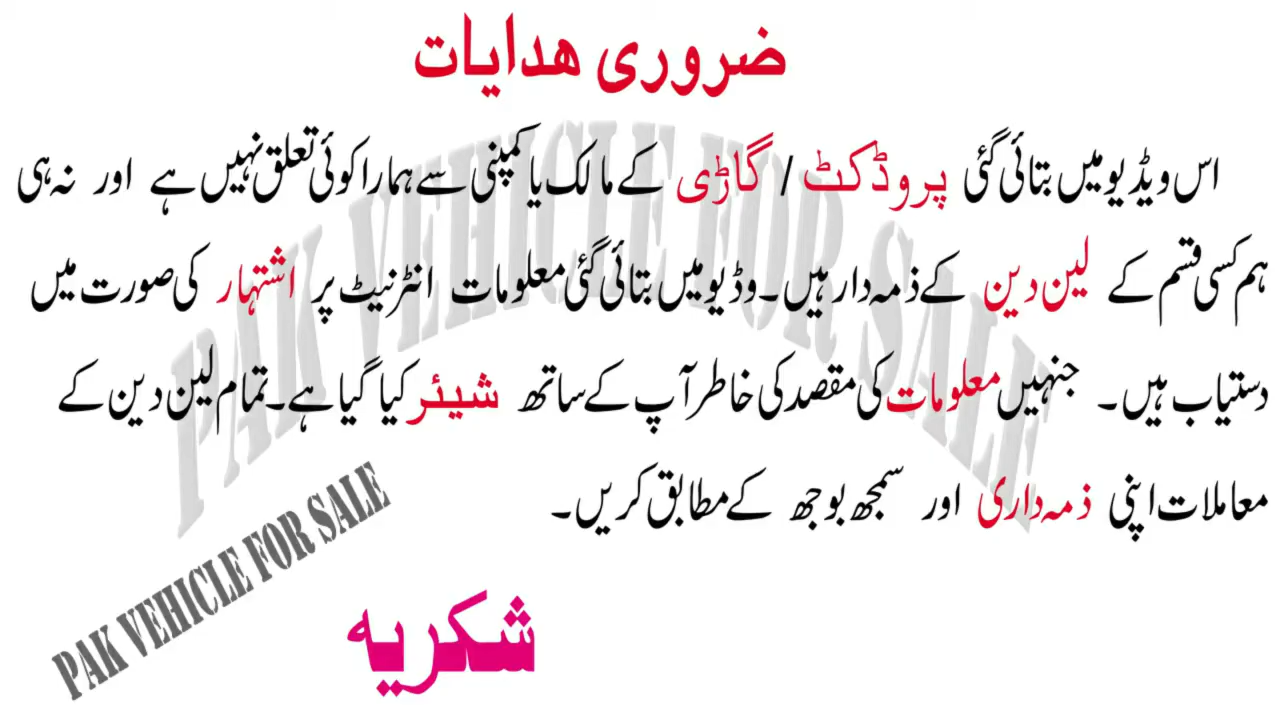 ضروری ھدایات
اس ویڈیو میں بتائی گئی پروڈکٹ / گاڑی کے مالک یا کمپنی سے ہمارا کوئی تعلق نہیں ہے اور نہ ہی
ہم کسی قسم کے لین دین کے ذمہ دار ہیں۔ وڈیو میں بتائی گئی معلومات انٹرنیٹ پر اشتہار کی صورت میں
دستیاب ہیں۔ جنہیں معلومات کی مقصد کی خاطر آپ کے ساتھ شیئر کیا گیا ہے۔ تمام لین دین کے
معاملات اپنی ذمہ داری اور سمجھ بوجھ کے مطابق کریں۔
شکریہ
PAK VEHICLE FOR SALE
PAK VEHICLE FOR SALE